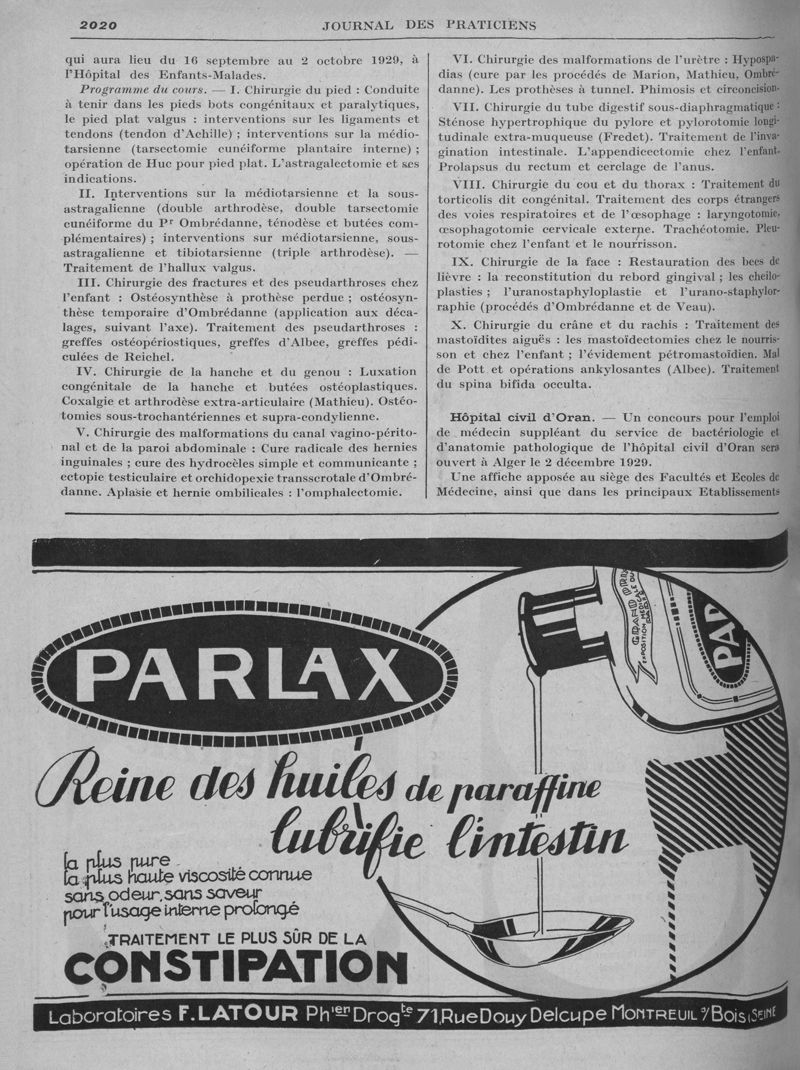 2020
JOURNAL DES PRATICIENS
qui aura lieu du 16 septembre au 2 octobre 1929, à
l'Hôpital des Enfants-Malades.
Programme du cours. — I. Chirurgie du pied : Conduite
à tenir dans les pieds bots congénitaux et paralytiques,
le pied plat valgus : interventions sur les ligaments et
tendons (tendon d'Achille) ; interventions sur la médio-
tarsienne (tarsectomie cunéiforme plantaire interne) ;
opération de Huc pour pied plat. L'astragalectomie et ses
indications.
II. Interventions sur la médiotarsienne et la sous-
astragalienne (double arthrodèse, double tarsectomie
cunéiforme du Pr Ombrédanne, ténodèse et butées com-
plémentaires) ; interventions sur médiotarsienne, sous-
astragalienne et tibiotarsienne (triple arthrodèse). —
Traitement de l'hallux valgus.
III. Chirurgie des fractures et des pseudarthroses chez
l'enfant : Ostéosynthèse à prothèse perdue ; ostéosyn-
thèse temporaire d'Ombrédanne (application aux déca-
lages, suivant l'axe). Traitement des pseudarthroses :
greffes ostéopériostiques, greffes d'Albee, greffes pédi-
culées de Reichel.
IV. Chirurgie de la hanche et du genou : Luxation
congénitale de la hanche et butées ostéoplastiques.
Coxalgie et arthrodèse extra-articulaire (Mathieu). Ostéo-
tomies sous-trochantériennes et supra-condylienne.
V. Chirurgie des malformations du canal vagino-périto-
nal et de la paroi abdominale : Cure radicale des hernies
inguinales ; cure des hydrocèles simple et communicante ;
ectopie testiculaire et orchidopexie transscrotale d'Ombré-
danne. Aplasie et hernie ombilicales : l'omphalectomie.
VI. Chirurgie des malformations de l'urètre : Hypospa-
dias (cure par les procédés de Marion, Mathieu, Ombré-
danne). Les prothèses à tunnel. Phimosis et circoncision.
VII. Chirurgie du tube digestif sous-diaphragmatique :
Sténose hypertrophique du pylore et pylorotomie longi-
tudinale extra-muqueuse (Fredet). Traitement de l'inva-
gination intestinale. L'appendicectomie chez l'enfant.
Prolapsus du rectum et cerclage de l'anus.
VIII. Chirurgie du cou et du thorax : Traitement du
torticolis dit congénital. Traitement des corps étrangers
des voies respiratoires et de l'œsophage : laryngotomie,
œsophagotomie cervicale externe. Trachéotomie. Pleu-
rotomie chez l'enfant et le nourrisson.
IX. Chirurgie de la face : Restauration des becs de
lièvre : la reconstitution du rebord gingival ; les cheilo-
plasties ; l'uranostaphyloplastie et l'urano-staphylor-
raphie (procédés d'Ombrédanne et de Veau).
X. Chirurgie du crâne et du rachis : Traitement des
mastoïdites aiguës : les mastoïdectomies chez le nourris-
son et chez l'enfant ; l'évidement pétromastoïdien. Mal
de Pott et opérations ankylosantes (Albee). Traitement
du spina bifida occulta.
Hôpital civil d'Oran. — Un concours pour l'emploi
de médecin suppléant du service de bactériologie et
d'anatomie pathologique de l'hôpital civil d'Oran sera
ouvert à Alger le 2 décembre 1929.
Une affiche apposée au siège des Facultés et Ecoles de
Médecine, ainsi que dans les principaux Etablissements
PARLAX
GRAND PRIX
EXPOSITION MÉDICALE
PAR
Reine des huiles de paraffine
lubrifie l'intestin
la plus pure
la plus haute viscosité connue
sans odeur, sans saveur
pour l'usage interne prolongé
TRAITEMENT LE PLUS SÛR DE LA
CONSTIPATION
Laboratoires F. LATOUR Phien Drogte 71, Rue Douy Delcupe MONTREUIL s/Bois (SEINE